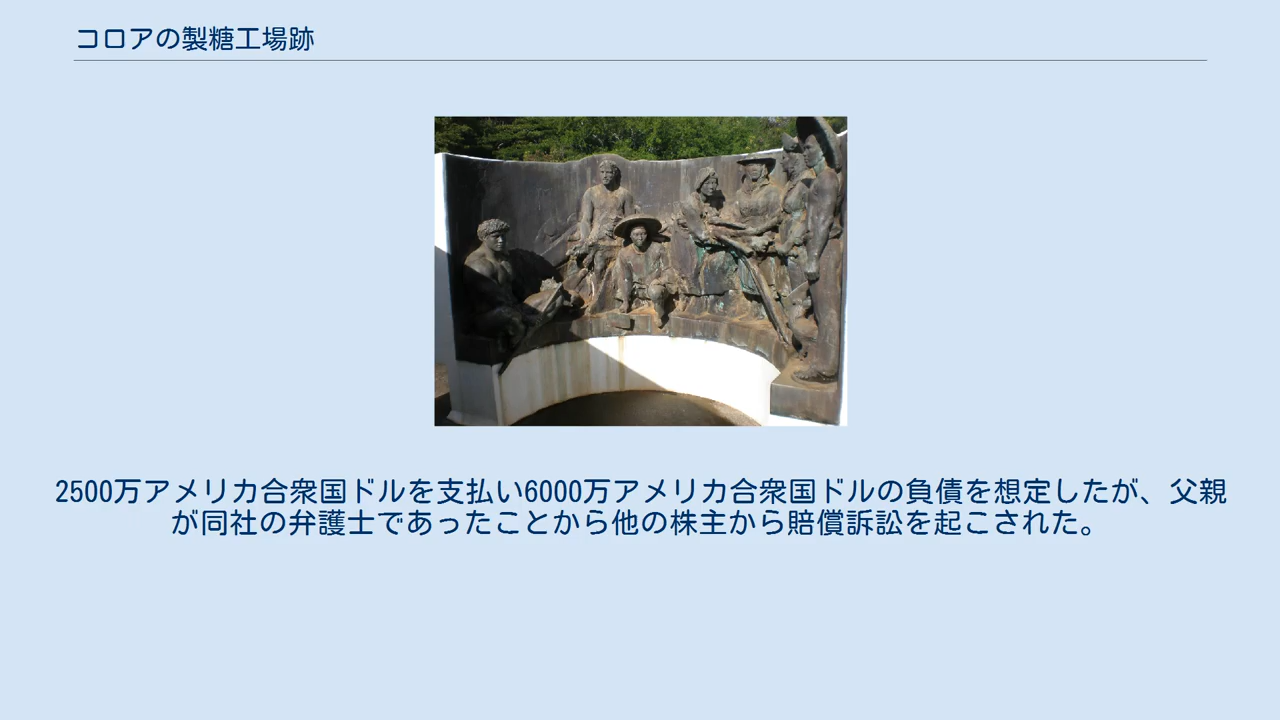 コロアの製糖工場跡
2500万アメリカ合衆国ドルを支払い6000万アメリカ合衆国ドルの負債を想定したが、父親
が同社の弁護士であったことから他の株主から賠償訴訟を起こされた。